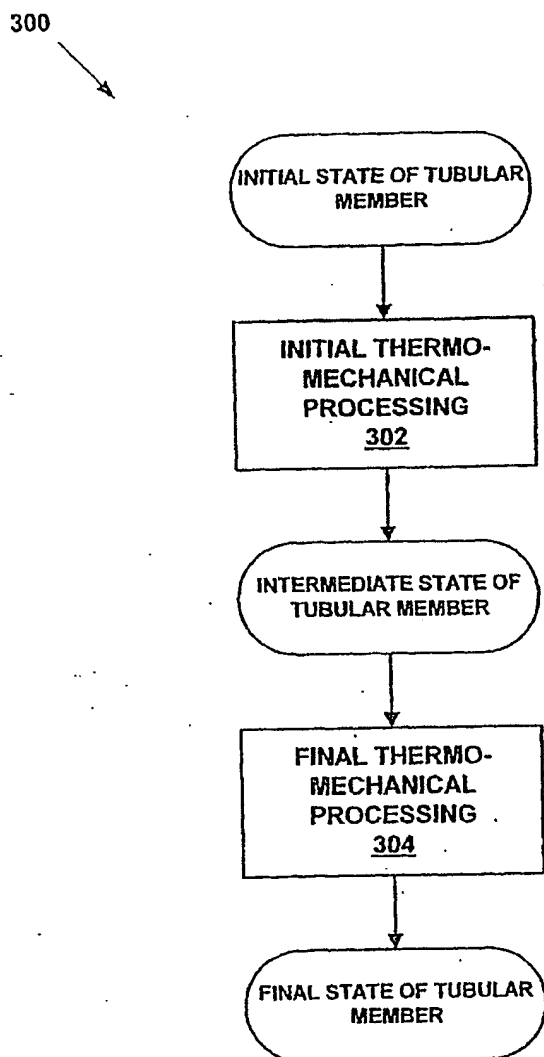 300
INITIAL STATE OF TUBULAR
MEMBER
INITIAL THERMO-
MECHANICAL
PROCESSING
302
INTERMEDIATE STATE OF
TUBULAR MEMBER
FINAL THERMO-
MECHANICAL
PROCESSING
304
FINAL STATE OF TUBULAR
MEMBER